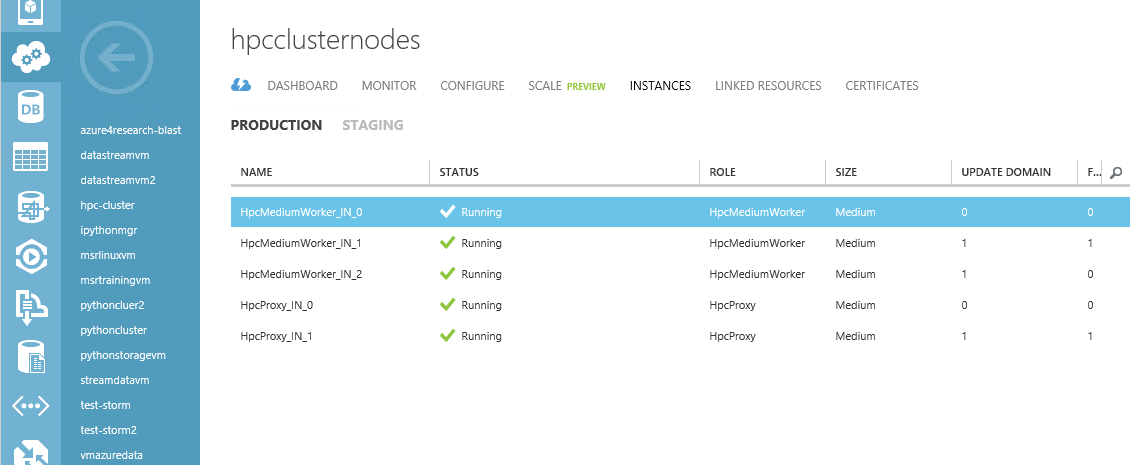 hpcclusternodes
DASHBOARD MONITOR CONFIGURE SCALE PREVIEW INSTANCES LINKED RESOURCES CERTIFICATES
PRODUCTION STAGING
NAME STATUS ROLE SIZE UPDATE DOMAIN F...
HpcMediumWorker_IN_0 Running HpcMediumWorker Medium 0 0
HpcMediumWorker_IN_1 Running HpcMediumWorker Medium 1 1
HpcMediumWorker_IN_2 Running HpcMediumWorker Medium 1 0
HpcProxy_IN_0 Running HpcProxy Medium 0 0
HpcProxy_IN_1 Running HpcProxy Medium 1 1
DB
azure4research-blast
datastreamvm
datastreamvm2
hpc-cluster
ipythonmgr
msrlinuxvm
msrtrainingvm
pythoncluer2
pythoncluster
pythonstoragevm
streamdatavm
test-storm
test-storm2
vmazuredata